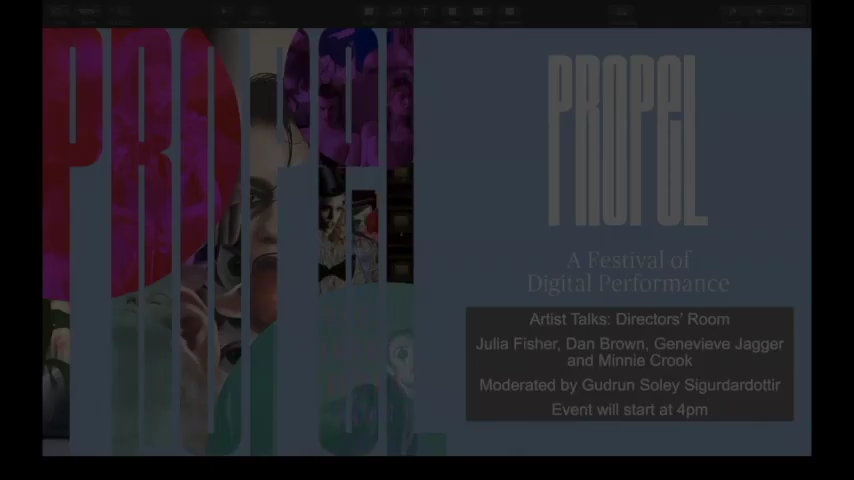 PROPEL
PROPEL
A Festival of
Digital Performance
Artist Talks: Directors' Room
Julia Fisher, Dan Brown, Genevieve Jagger
and Minnie Crook
Moderated by Gudrun Soley Sigurdardottir
Event will start at 4pm